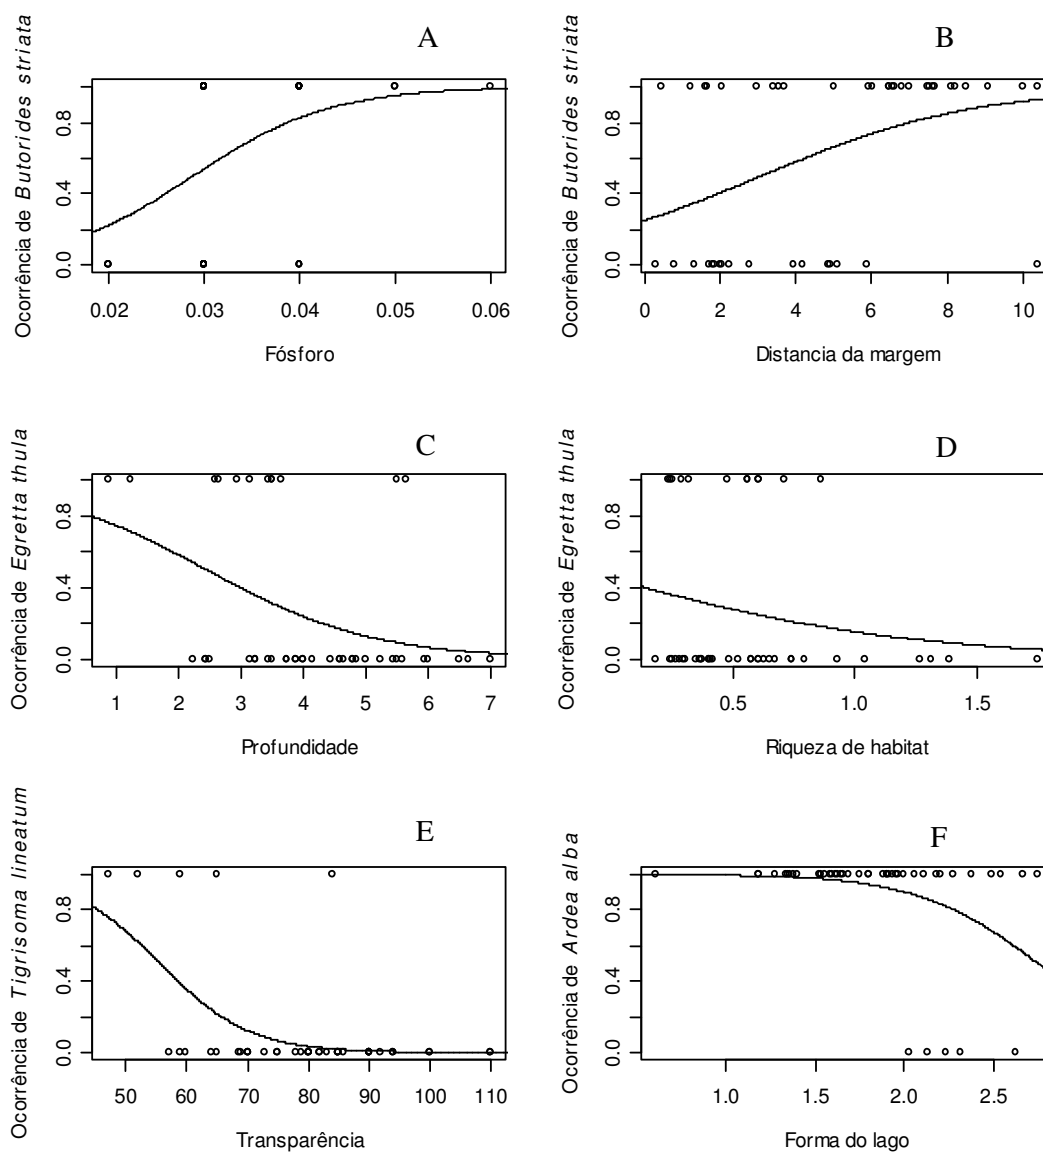 A
Ocorrência de Butorides striata
0.0 0.4 0.8
0.02 0.03 0.04 0.05 0.06
Fósforo
B
Ocorrência de Butorides striata
0.0 0.4 0.8
0 2 4 6 8 10
Distancia da margem
C
Ocorrência de Egretta thula
0.0 0.4 0.8
1 2 3 4 5 6 7
Profundidade
D
Ocorrência de Egretta thula
0.0 0.4 0.8
0.5 1.0 1.5
Riqueza de habitat
E
Ocorrência de Tigrisoma lineatum
0.0 0.4 0.8
50 60 70 80 90 100 110
Transparência
F
Ocorrência de Ardea alba
0.0 0.4 0.8
1.0 1.5 2.0 2.5
Forma do lago